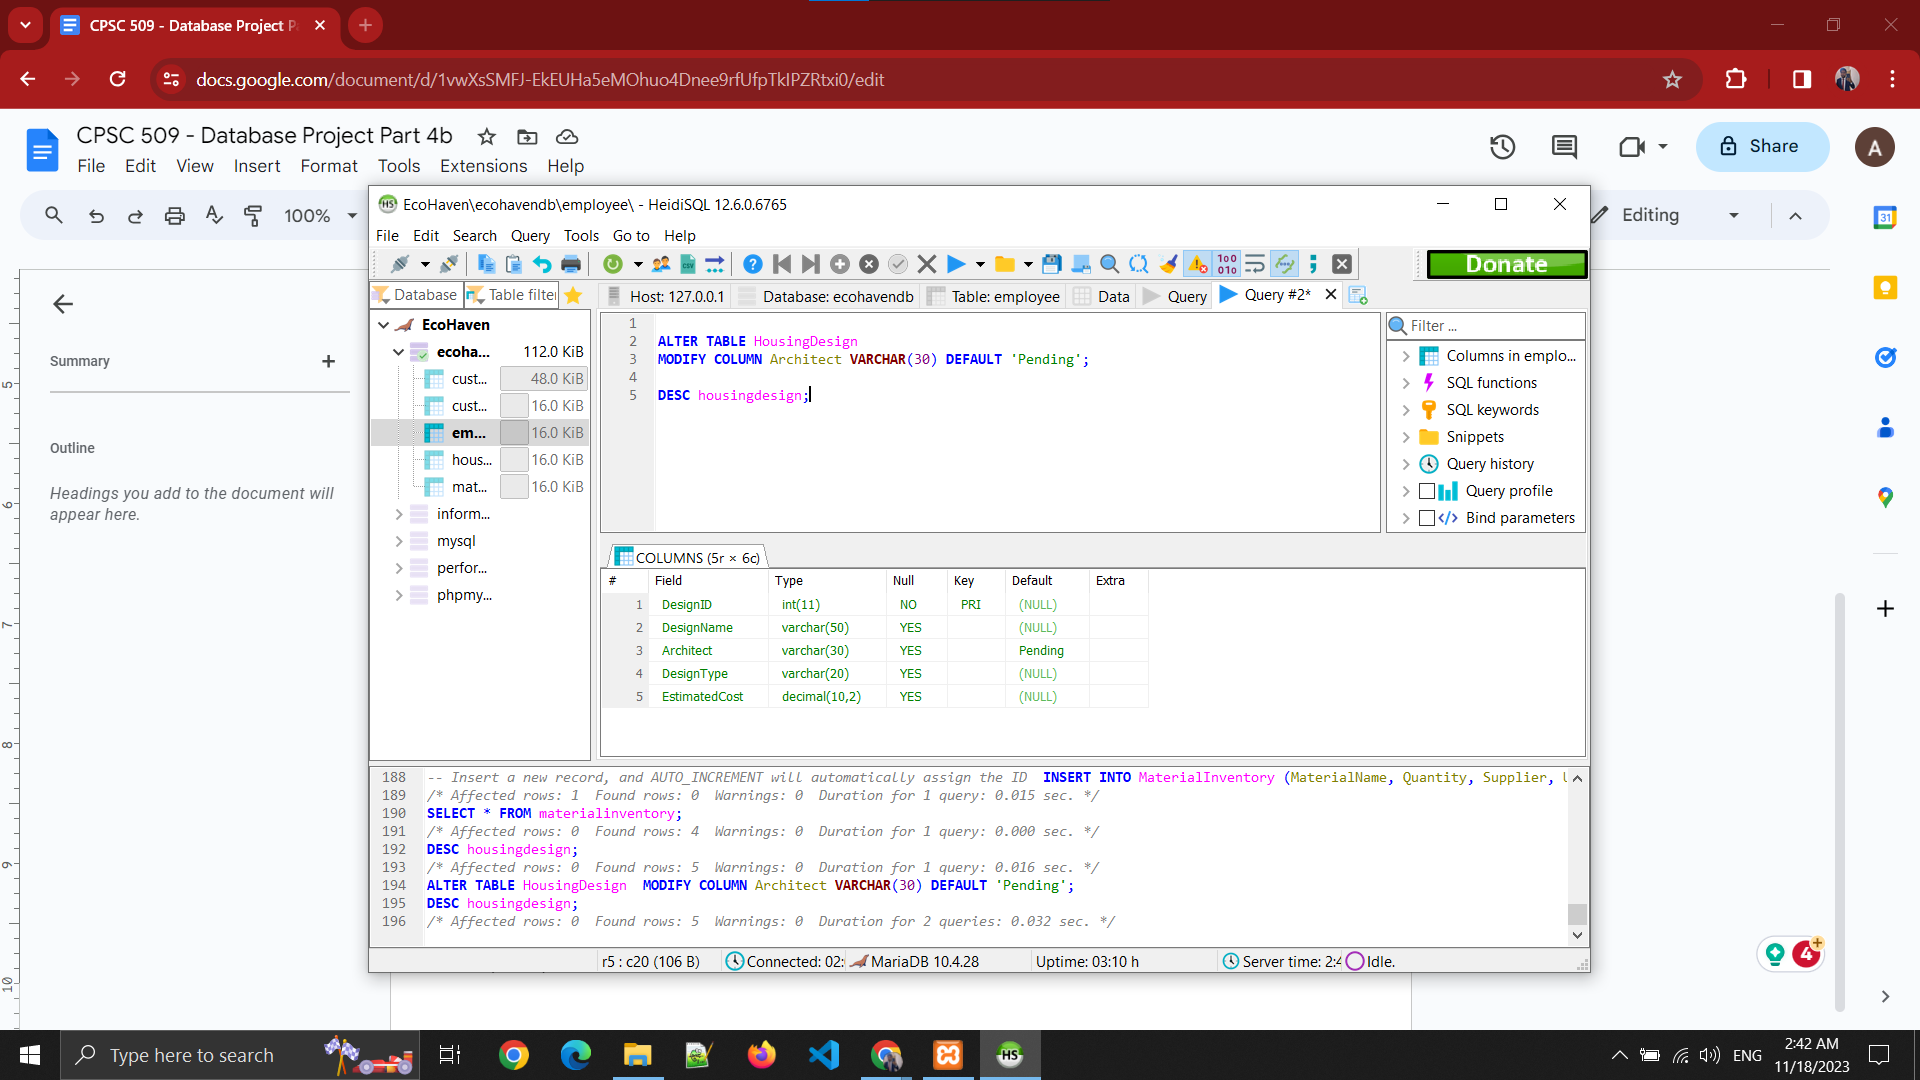 CPSC 509 - Database Project P
docs.google.com/document/d/1vwXsSMFJ-EkEUHa5eMOhuo4Dnee9rfUfpTkIPZRtxi0/edit
CPSC 509 - Database Project Part 4b
File Edit View Insert Format Tools Extensions Help
Share
A
100%
Editing
31
Summary
Outline
Headings you add to the document will
appear here.
5
6
7
8
9
10
HS EcoHaven\ecohavendb\employee\ - HeidiSQL 12.6.0.6765
File Edit Search Query Tools Go to Help
Donate
Database Table filter
Host: 127.0.0.1 Database: ecohavendb Table: employee Data Query Query #2*
EcoHaven
ecoha... 112.0 KiB
cust... 48.0 KiB
cust... 16.0 KiB
em... 16.0 KiB
hous... 16.0 KiB
mat... 16.0 KiB
inform...
mysql
perfor...
phpmy...
1
2 ALTER TABLE HousingDesign
3 MODIFY COLUMN Architect VARCHAR(30) DEFAULT 'Pending';
4
5 DESC housingdesign;
Filter ...
Columns in emplo...
SQL functions
SQL keywords
Snippets
Query history
Query profile
Bind parameters
COLUMNS (5r × 6c)
# Field Type Null Key Default Extra
1 DesignID int(11) NO PRI (NULL)
2 DesignName varchar(50) YES (NULL)
3 Architect varchar(30) YES Pending
4 DesignType varchar(20) YES (NULL)
5 EstimatedCost decimal(10,2) YES (NULL)
188 -- Insert a new record, and AUTO_INCREMENT will automatically assign the ID INSERT INTO MaterialInventory (MaterialName, Quantity, Supplier,
189 /* Affected rows: 1 Found rows: 0 Warnings: 0 Duration for 1 query: 0.015 sec. */
190 SELECT * FROM materialinventory;
191 /* Affected rows: 0 Found rows: 4 Warnings: 0 Duration for 1 query: 0.000 sec. */
192 DESC housingdesign;
193 /* Affected rows: 0 Found rows: 5 Warnings: 0 Duration for 1 query: 0.016 sec. */
194 ALTER TABLE HousingDesign MODIFY COLUMN Architect VARCHAR(30) DEFAULT 'Pending';
195 DESC housingdesign;
196 /* Affected rows: 0 Found rows: 5 Warnings: 0 Duration for 2 queries: 0.032 sec. */
r5 : c20 (106 B) Connected: 02: MariaDB 10.4.28 Uptime: 03:10 h Server time: 2:4 Idle.
4
Type here to search
HS
ENG
2:42 AM
11/18/2023